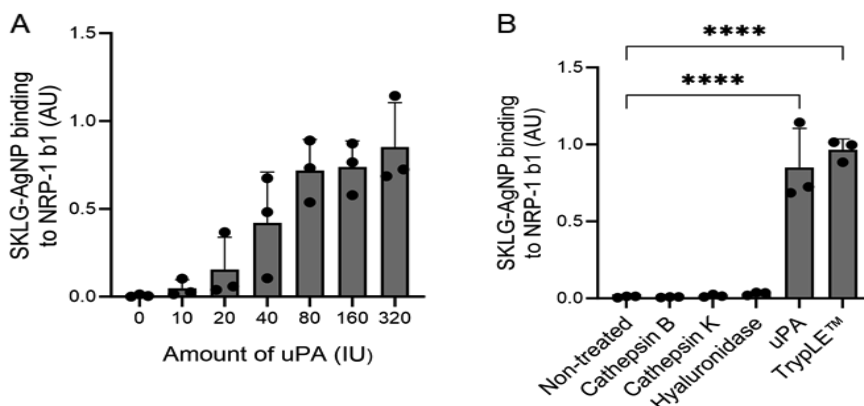 A
SKLG-AgNP binding
to NRP-1 b1 (AU)
1.5
1.0
0.5
0.0
0 10 20 40 80 160 320
Amount of uPA (IU)
B
****
****
SKLG-AgNP binding
to NRP-1 b1 (AU)
1.5
1.0
0.5
0.0
Non-treated
Cathepsin B
Cathepsin K
Hyaluronidase
uPA
TrypLE™